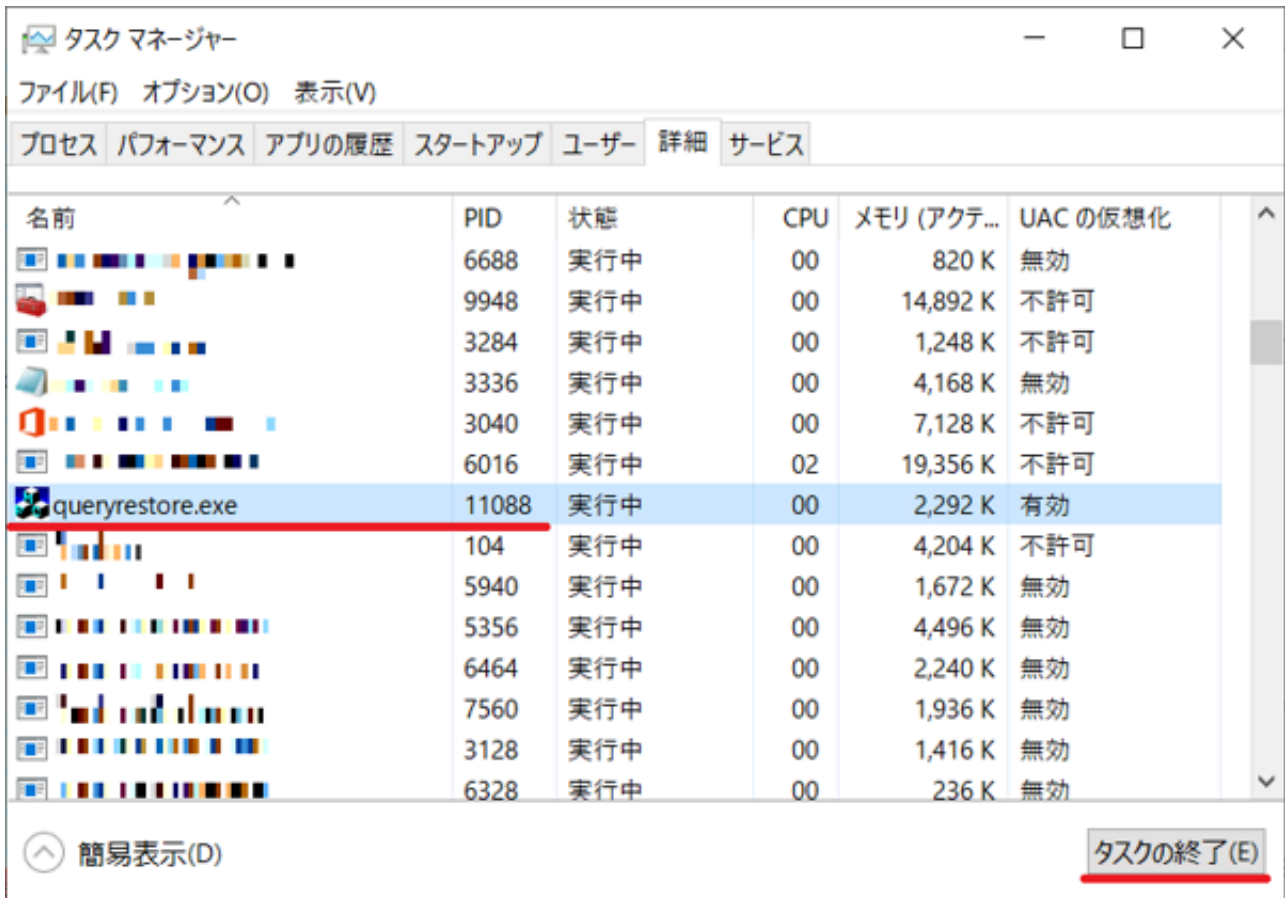 タスク マネージャー
ファイル(F) オプション(O) 表示(V)
プロセス パフォーマンス アプリの履歴 スタートアップ ユーザー 詳細 サービス
名前 PID 状態 CPU メモリ (アクテ... UAC の仮想化
6688 実行中 00 820 K 無効
9948 実行中 00 14,892 K 不許可
3284 実行中 00 1,248 K 不許可
3336 実行中 00 4,168 K 無効
3040 実行中 00 7,128 K 不許可
6016 実行中 02 19,356 K 不許可
queryrestore.exe 11088 実行中 00 2,292 K 有効
104 実行中 00 4,204 K 不許可
5940 実行中 00 1,672 K 無効
5356 実行中 00 4,496 K 無効
6464 実行中 00 2,240 K 無効
7560 実行中 00 1,936 K 無効
3128 実行中 00 1,416 K 無効
6328 実行中 00 236 K 無効
簡易表示(D) タスクの終了(E)